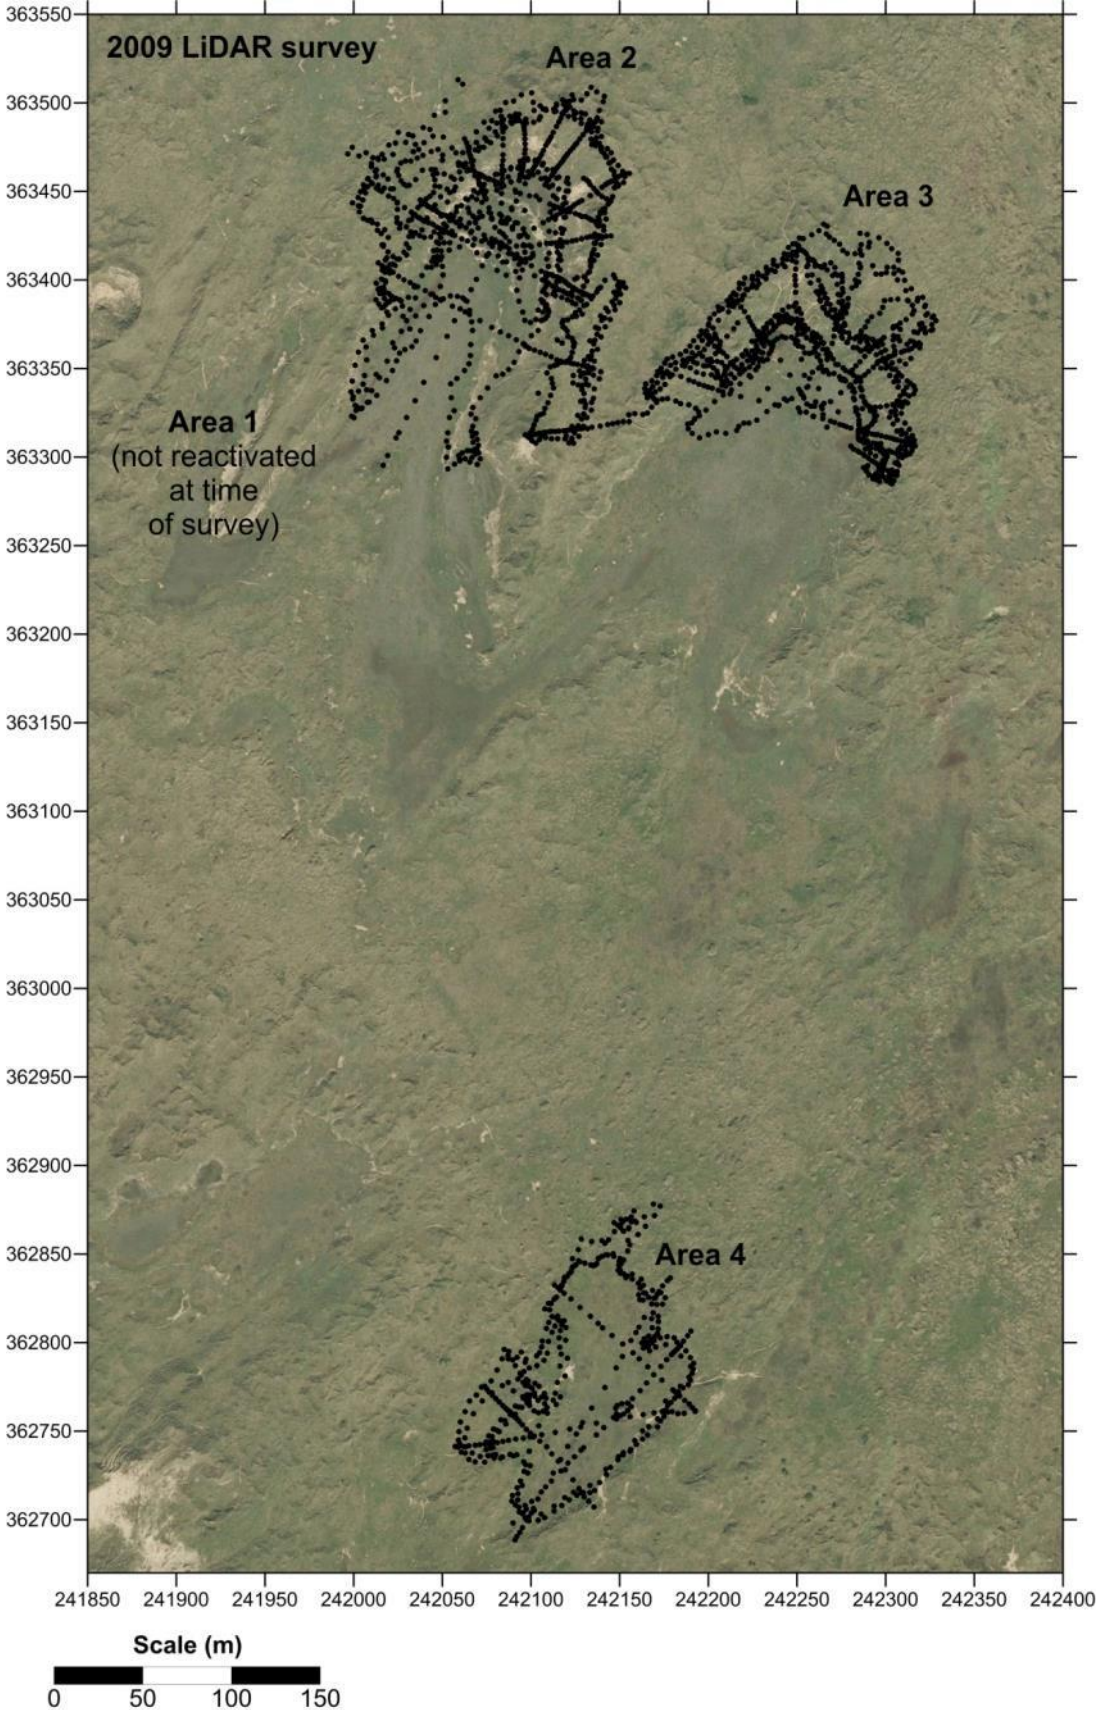 2009 LiDAR survey
Area 2
Area 3
Area 1
(not reactivated
at time
of survey)
Area 4
363550
363500
363450
363400
363350
363300
363250
363200
363150
363100
363050
363000
362950
362900
362850
362800
362750
362700
241850 241900 241950 242000 242050 242100 242150 242200 242250 242300 242350 242400
Scale (m)
0 50 100 150